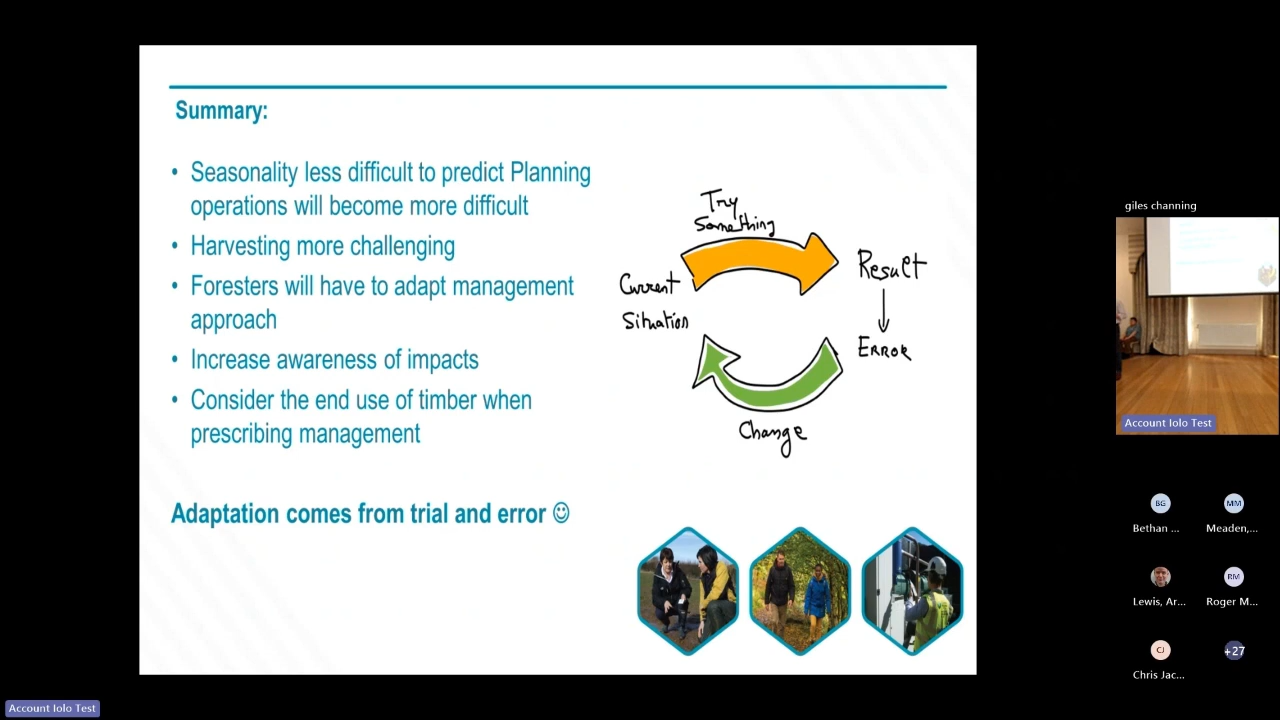 Summary:
• Seasonality less difficult to predict Planning
operations will become more difficult
• Harvesting more challenging
• Foresters will have to adapt management
approach
• Increase awareness of impacts
• Consider the end use of timber when
prescribing management
Adaptation comes from trial and error ☺
Try
Something
Current
Situation
Result
ERROR
Change
giles channing
Account Iolo Test
BG
MM
Bethan ...
Meaden,...
RM
Lewis, Ar...
Roger M...
CJ
+27
Chris Jac...
Account Iolo Test